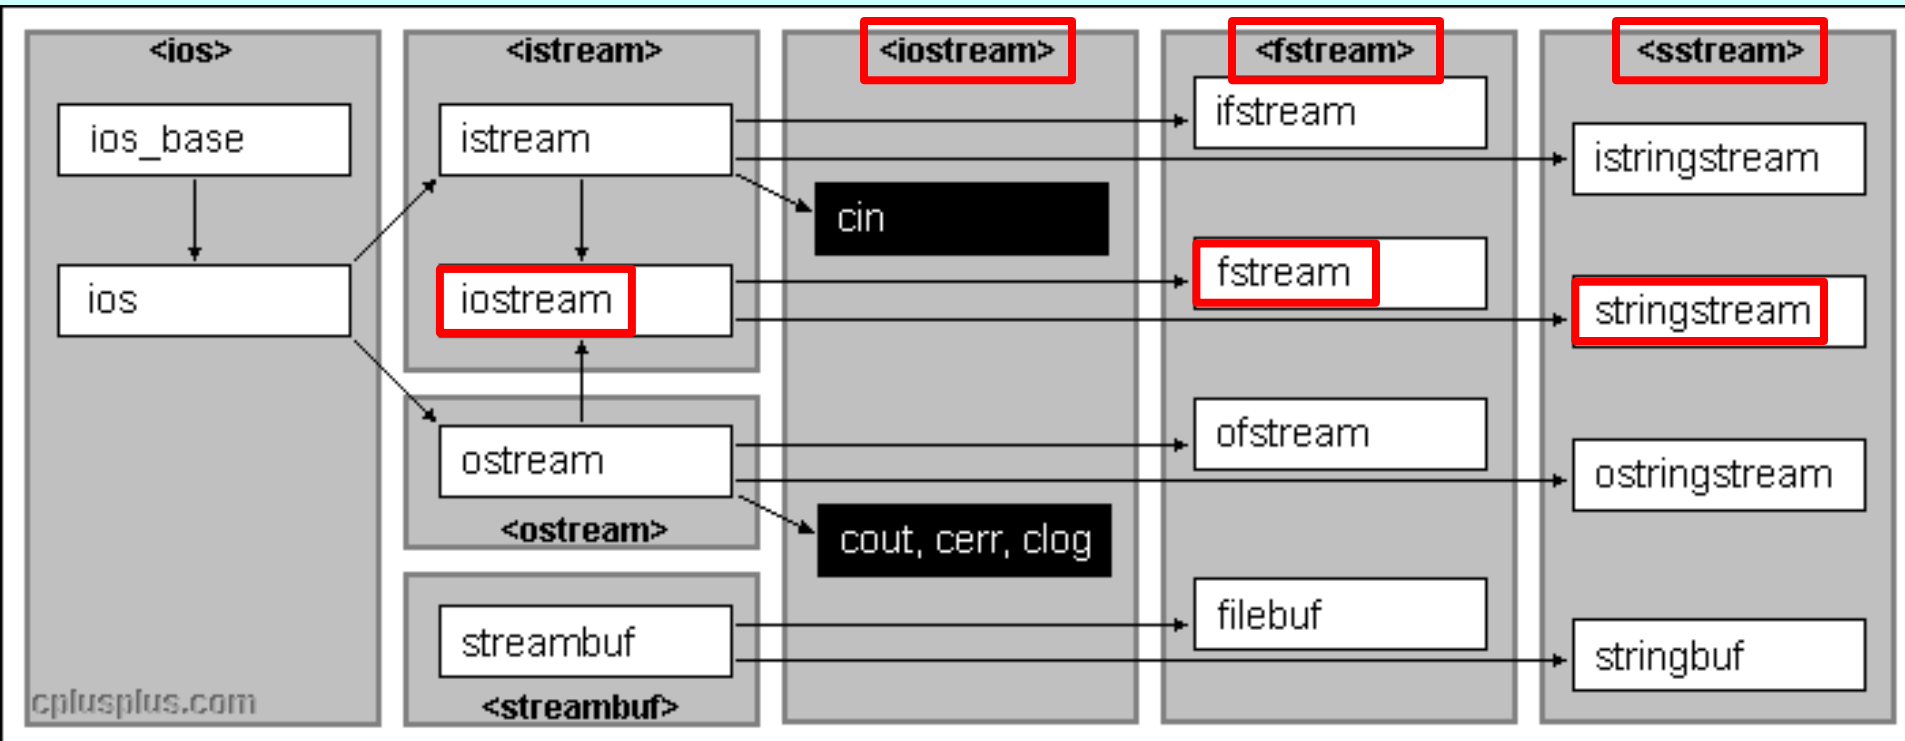 <ios>
<istream>
<iostream>
<fstream>
<sstream>
ios_base
istream
ifstream
istringstream
cin
ios
iostream
fstream
stringstream
ostream
ofstream
ostringstream
<ostream>
cout, cerr, clog
streambuf
filebuf
stringbuf
cplusplus.com
<streambuf>